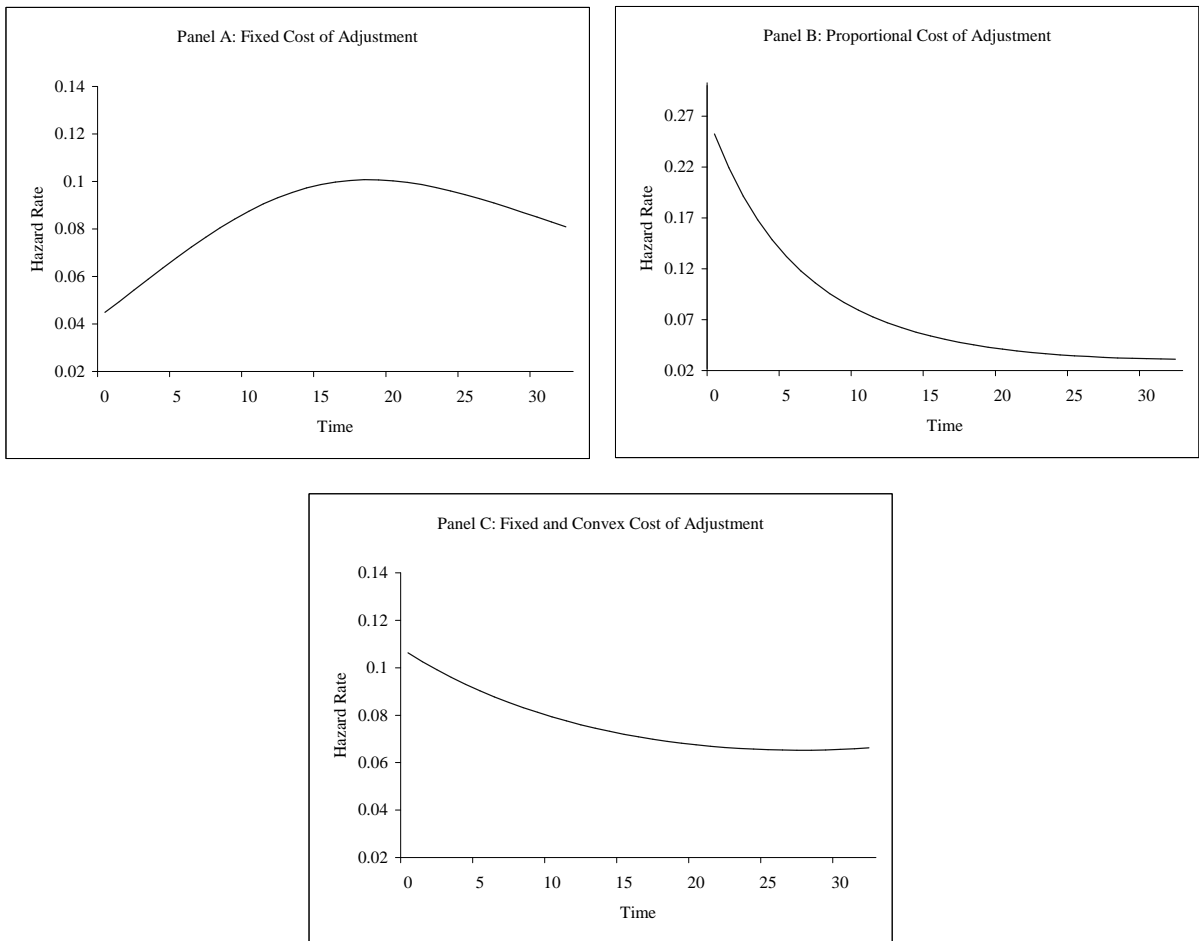 Panel A: Fixed Cost of Adjustment
0.14
0.12
0.1
0.08
0.06
0.04
0.02
Hazard Rate
0 5 10 15 20 25 30
Time
Panel B: Proportional Cost of Adjustment
0.27
0.22
0.17
0.12
0.07
0.02
Hazard Rate
0 5 10 15 20 25 30
Time
Panel C: Fixed and Convex Cost of Adjustment
0.14
0.12
0.1
0.08
0.06
0.04
0.02
Hazard Rate
0 5 10 15 20 25 30
Time